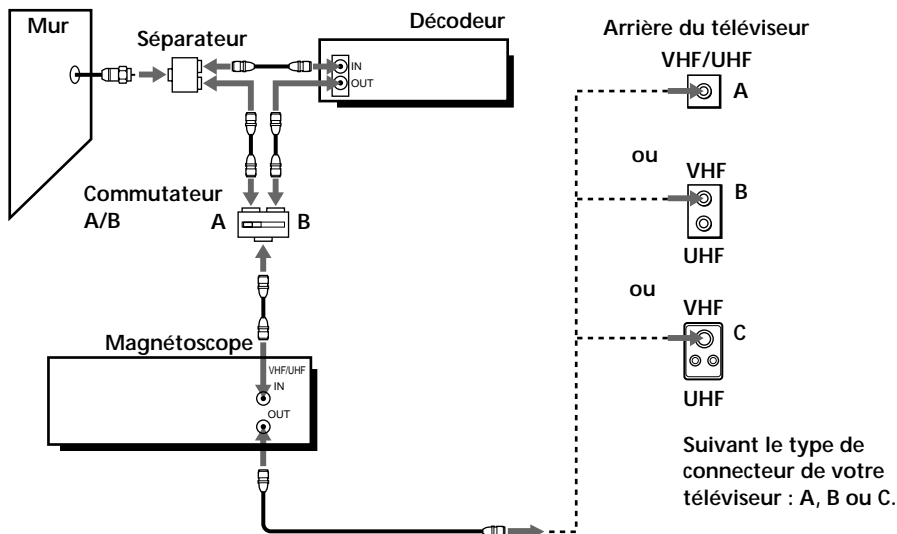 Mur
Séparateur
Décodeur
IN
OUT
Arrière du téléviseur
VHF/UHF
A
ou
VHF
B
UHF
ou
VHF
C
UHF
Commutateur
A/B
A
B
Magnétoscope
VHF/UHF
IN
OUT
Suivant le type de
connecteur de votre
téléviseur : A, B ou C.